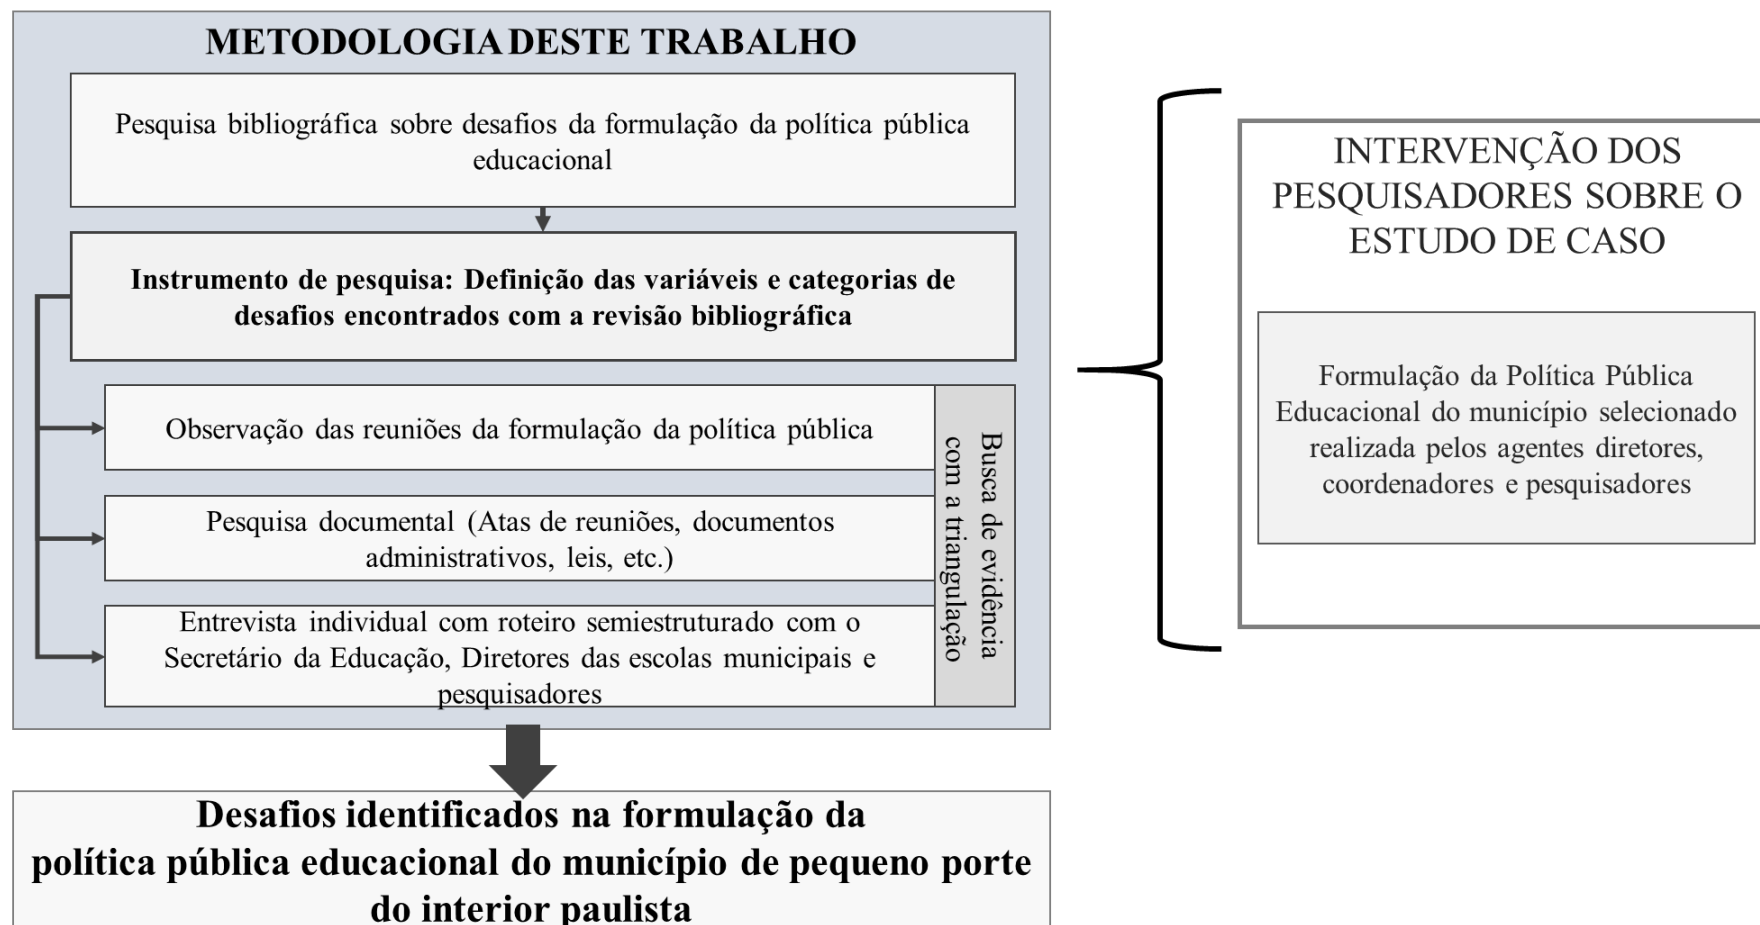 METODOLOGIA DESTE TRABALHO
Pesquisa bibliográfica sobre desafios da formulação da política pública
educacional
Instrumento de pesquisa: Definição das variáveis e categorias de
desafios encontrados com a revisão bibliográfica
Observação das reuniões da formulação da política pública
Pesquisa documental (Atas de reuniões, documentos
administrativos, leis, etc.)
Entrevista individual com roteiro semiestruturado com o
Secretário da Educação, Diretores das escolas municipais e
pesquisadores
Busca de evidência
com a triangulação
Desafios identificados na formulação da
política pública educacional do município de pequeno porte
do interior paulista
INTERVENÇÃO DOS
PESQUISADORES SOBRE O
ESTUDO DE CASO
Formulação da Política Pública
Educacional do município selecionado
realizada pelos agentes diretores,
coordenadores e pesquisadores